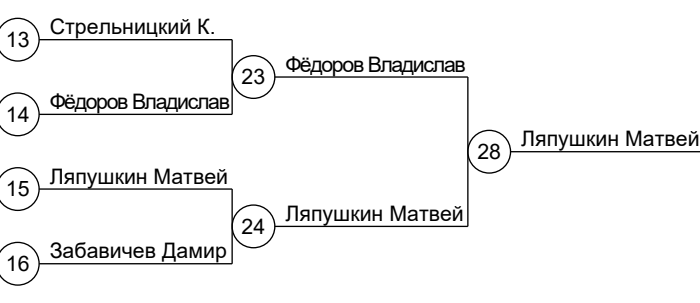 13 Стрельницкий К.
23 Фёдоров Владислав
14 Фёдоров Владислав
28 Ляпушкин Матвей
15 Ляпушкин Матвей
24 Ляпушкин Матвей
16 Забавичев Дамир